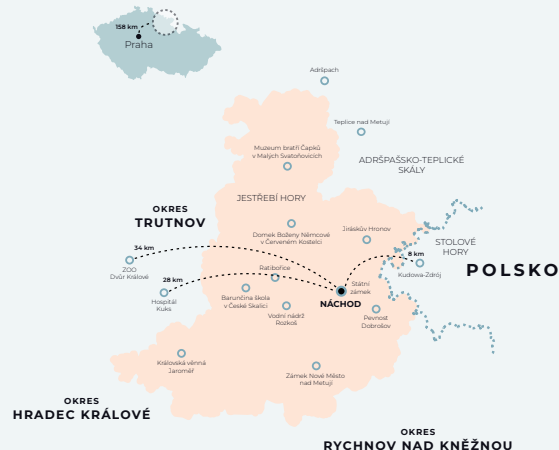 158 km
Praha
Adršpach
Teplice nad Metují
Muzeum bratří Čapků
v Malých Svatoňovicích
ADRŠPAŠSKO-TEPLICKÉ
SKÁLY
JESTŘEBÍ HORY
OKRES
TRUTNOV
Domek Boženy Němcové
v Červeném Kostelci
Jiráskův Hronov
STOLOVÉ
HORY
34 km
8 km
ZOO
Dvůr Králové
Ratibořice
Kudowa-Zdrój
POLSKO
28 km
Státní
zámek
Hospitál
Kuks
Barunčina škola
v České Skalici
NÁCHOD
Vodní nádrž
Rozkoš
Pevnost
Dobrošov
Královská věnná
Jaroměř
Zámek Nové Město
nad Metují
OKRES
HRADEC KRÁLOVÉ
OKRES
RYCHNOV NAD KNĚŽNOU